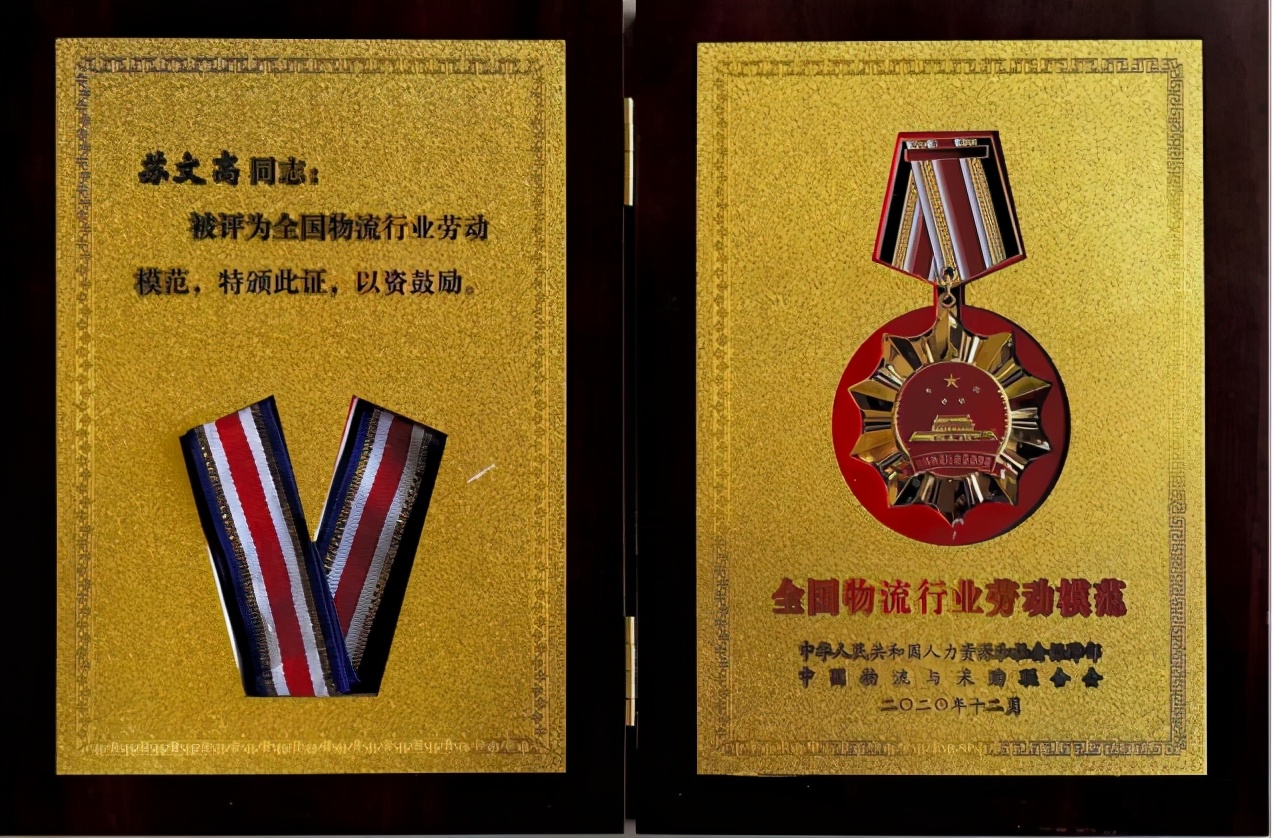 苏文高同志：
被评为全国物流行业劳动
模范，特颁此证，以资鼓励。
全国物流行业劳动模范
中华人民共和国人力资源和社会保障部
中国物流与采购联合会
二〇二〇年十二月